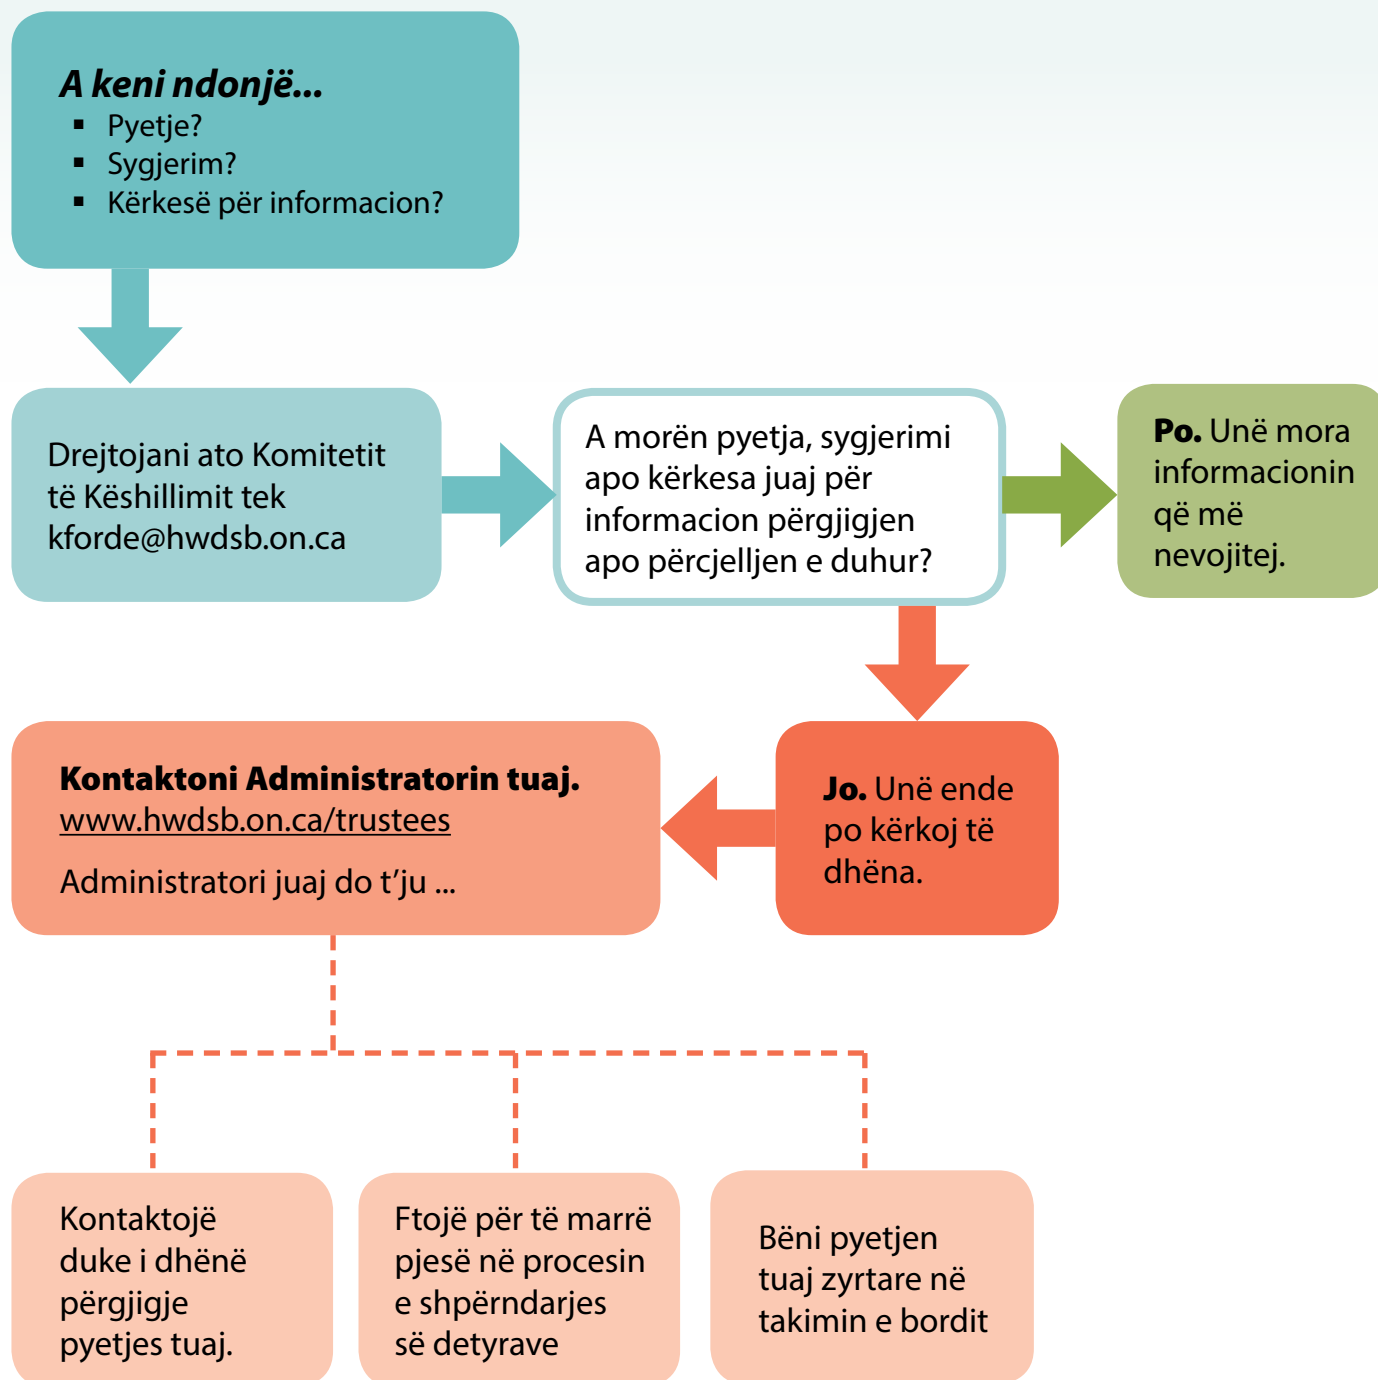 A keni ndonjë...
▪ Pyetje?
▪ Sygjerim?
▪ Kërkesë për informacion?
Drejtojani ato Komitetit
të Këshillimit tek
kforde@hwdsb.on.ca
A morën pyetja, sygjerimi
apo kërkesa juaj për
informacion përgjigjen
apo përcjelljen e duhur?
Po. Unë mora
informacionin
që më
nevojitej.
Jo. Unë ende
po kërkoj të
dhëna.
Kontaktoni Administratorin tuaj.
www.hwdsb.on.ca/trustees
Administratori juaj do t’ju ...
Kontaktojë
duke i dhënë
përgjigje
pyetjes tuaj.
Ftojë për të marrë
pjesë në procesin
e shpërndarjes
së detyrave
Bëni pyetjen
tuaj zyrtare në
takimin e bordit